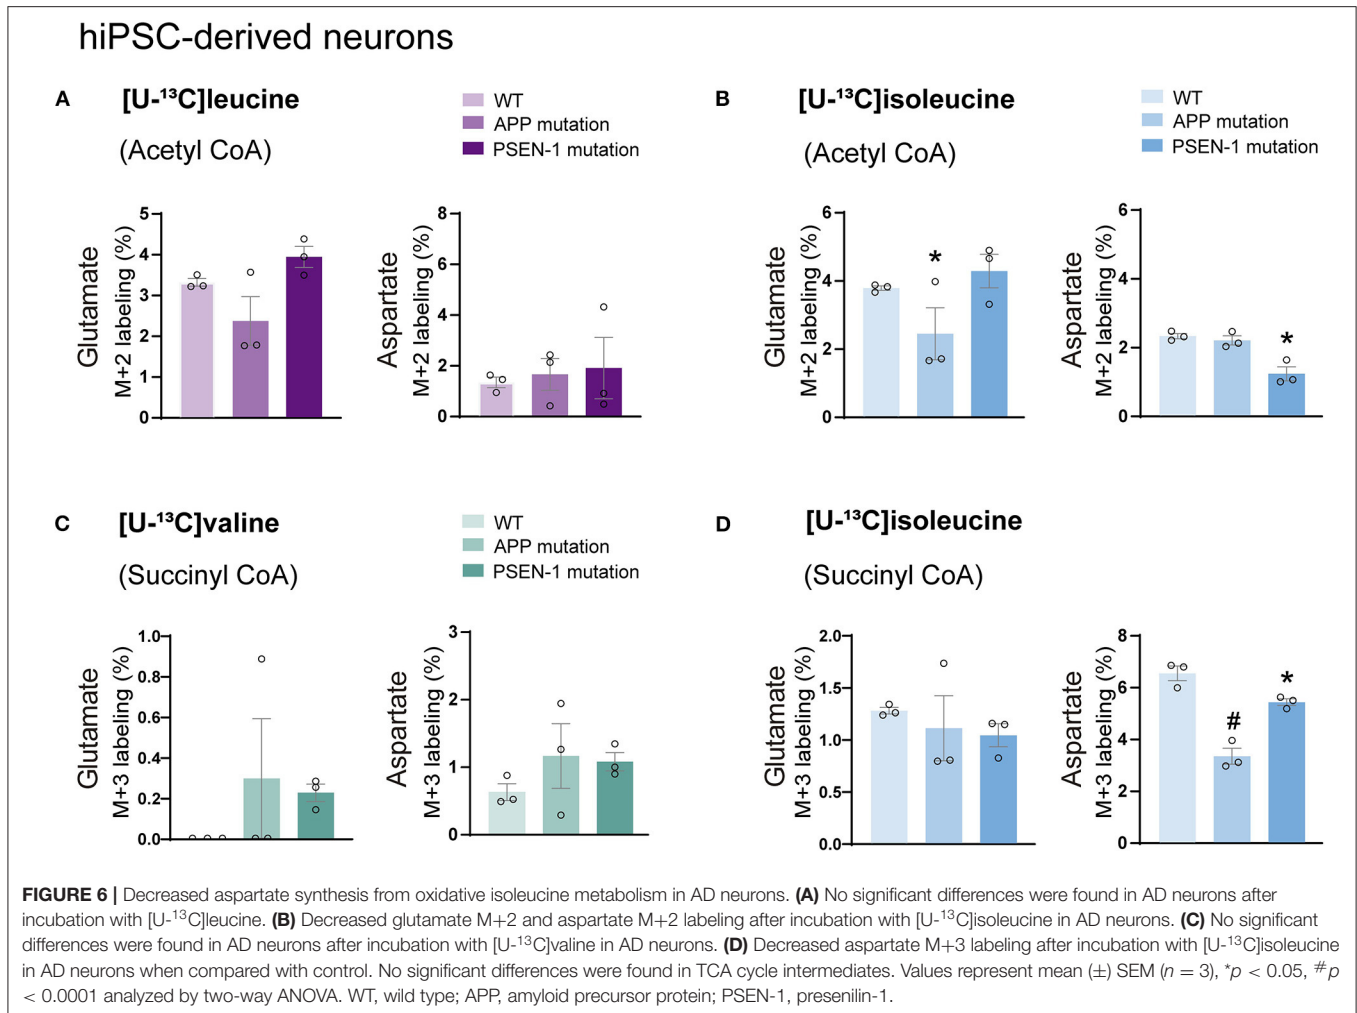 hiPSC-derived neurons
A
[U-¹³C]leucine
(Acetyl CoA)
WT
APP mutation
PSEN-1 mutation
Glutamate
M+2 labeling (%)
5
4
3
2
1
0
Aspartate
M+2 labeling (%)
8
6
4
2
0
B
[U-¹³C]isoleucine
(Acetyl CoA)
WT
APP mutation
PSEN-1 mutation
Glutamate
M+2 labeling (%)
6
4
2
0
*
Aspartate
M+2 labeling (%)
6
4
2
0
*
C
[U-¹³C]valine
(Succinyl CoA)
WT
APP mutation
PSEN-1 mutation
Glutamate
M+3 labeling (%)
1.0
0.8
0.6
0.4
0.2
0.0
Aspartate
M+3 labeling (%)
3
2
1
0
D
[U-¹³C]isoleucine
(Succinyl CoA)
Glutamate
M+3 labeling (%)
2.0
1.5
1.0
0.5
0.0
Aspartate
M+3 labeling (%)
8
6
4
2
0
#
*
FIGURE 6 | Decreased aspartate synthesis from oxidative isoleucine metabolism in AD neurons. (A) No significant differences were found in AD neurons after
incubation with [U-¹³C]leucine. (B) Decreased glutamate M+2 and aspartate M+2 labeling after incubation with [U-¹³C]isoleucine in AD neurons. (C) No significant
differences were found in AD neurons after incubation with [U-¹³C]valine in AD neurons. (D) Decreased aspartate M+3 labeling after incubation with [U-¹³C]isoleucine
in AD neurons when compared with control. No significant differences were found in TCA cycle intermediates. Values represent mean (±) SEM (n = 3), *p < 0.05, #p
< 0.0001 analyzed by two-way ANOVA. WT, wild type; APP, amyloid precursor protein; PSEN-1, presenilin-1.